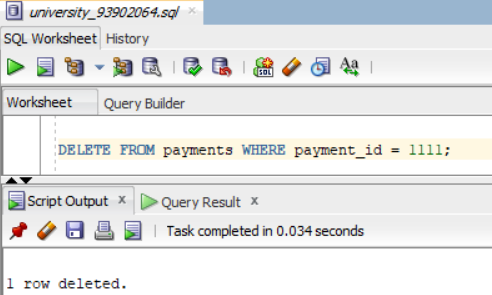 university_93902064.sql ×
SQL Worksheet History
Worksheet Query Builder
DELETE FROM payments WHERE payment_id = 1111;
Script Output × Query Result ×
Task completed in 0.034 seconds
1 row deleted.